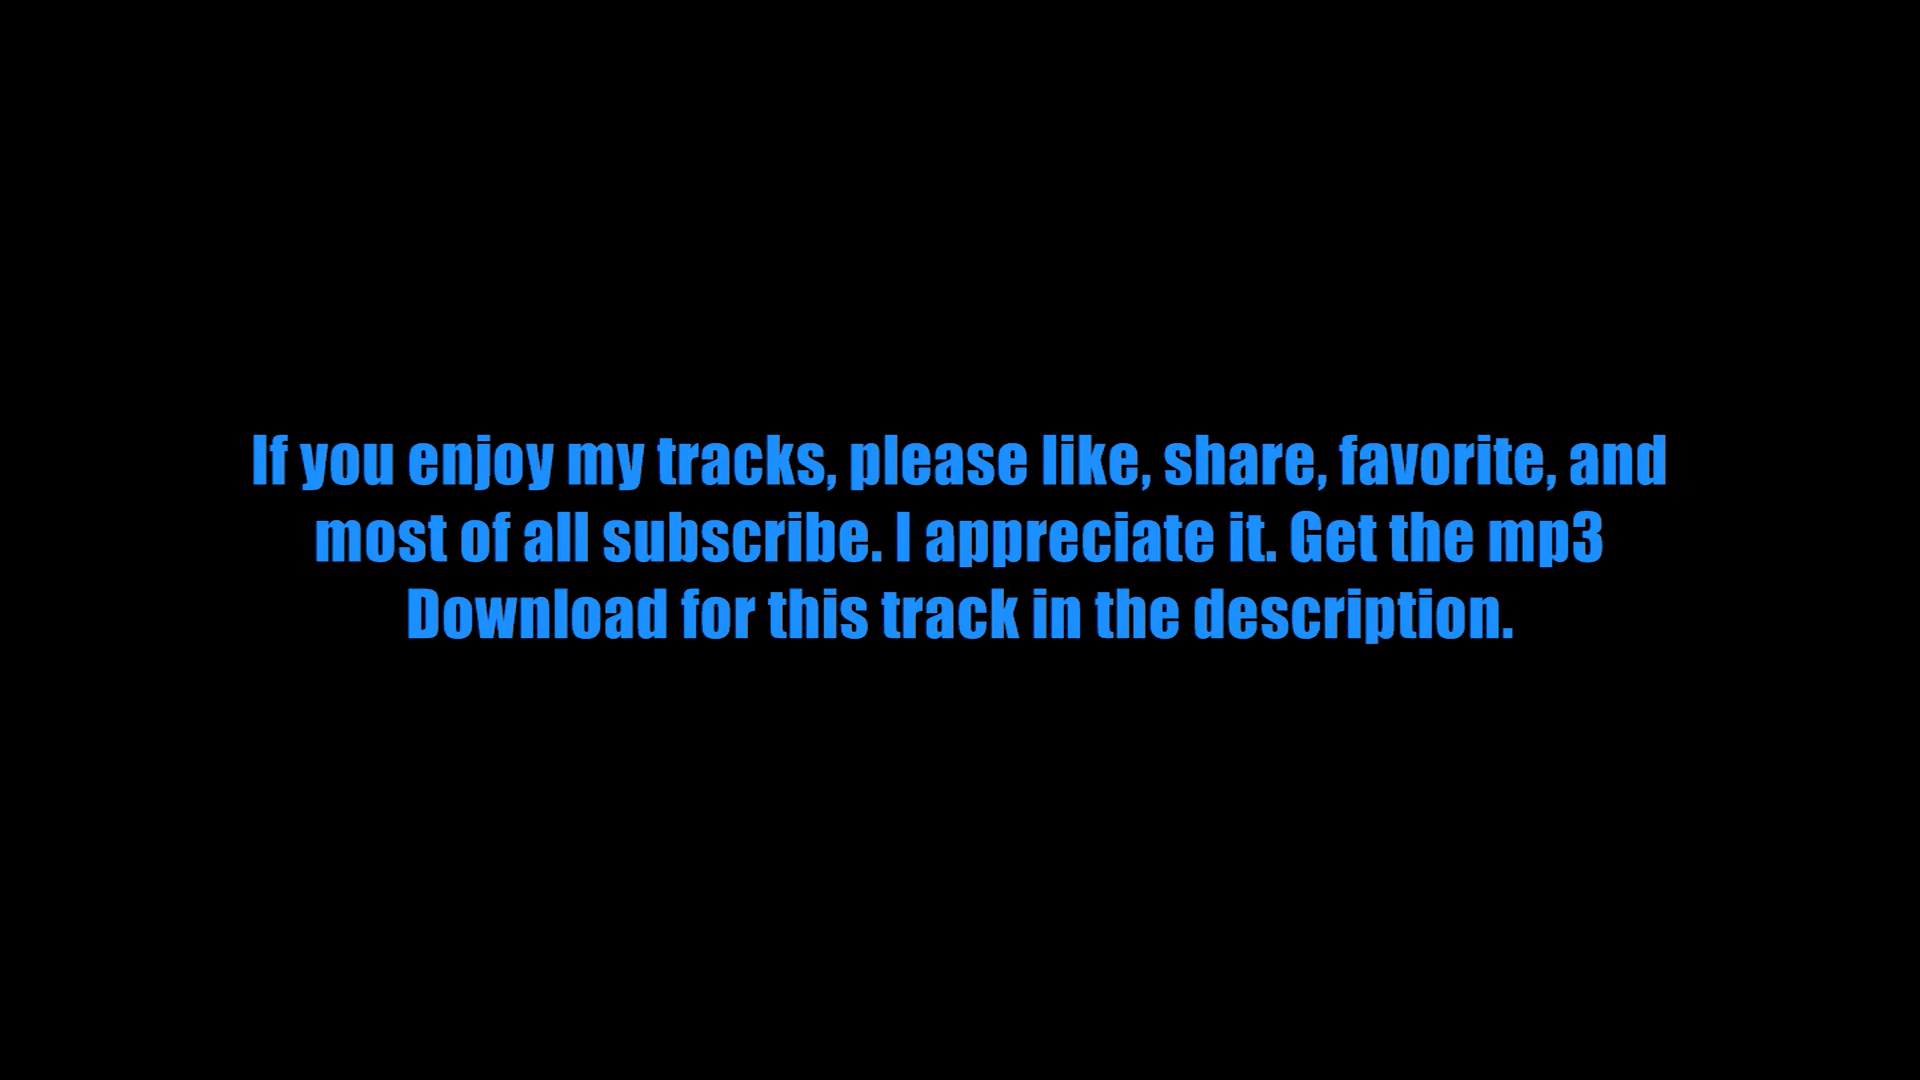 If you enjoy my tracks, please like, share, favorite, and
most of all subscribe. I appreciate it. Get the mp3
Download for this track in the description.